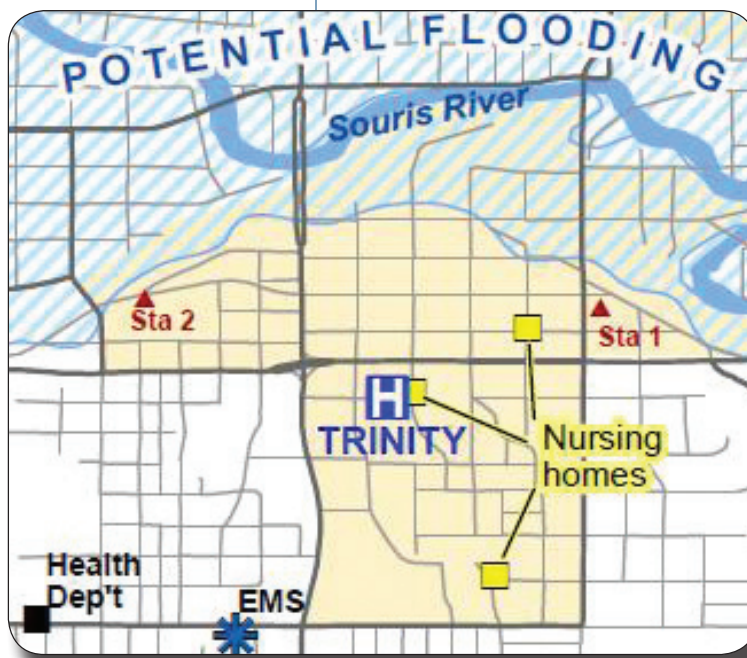 POTENTIAL FLOODING
Souris River
Sta 2
Sta 1
H
TRINITY
Nursing
homes
Health
Dep't
EMS